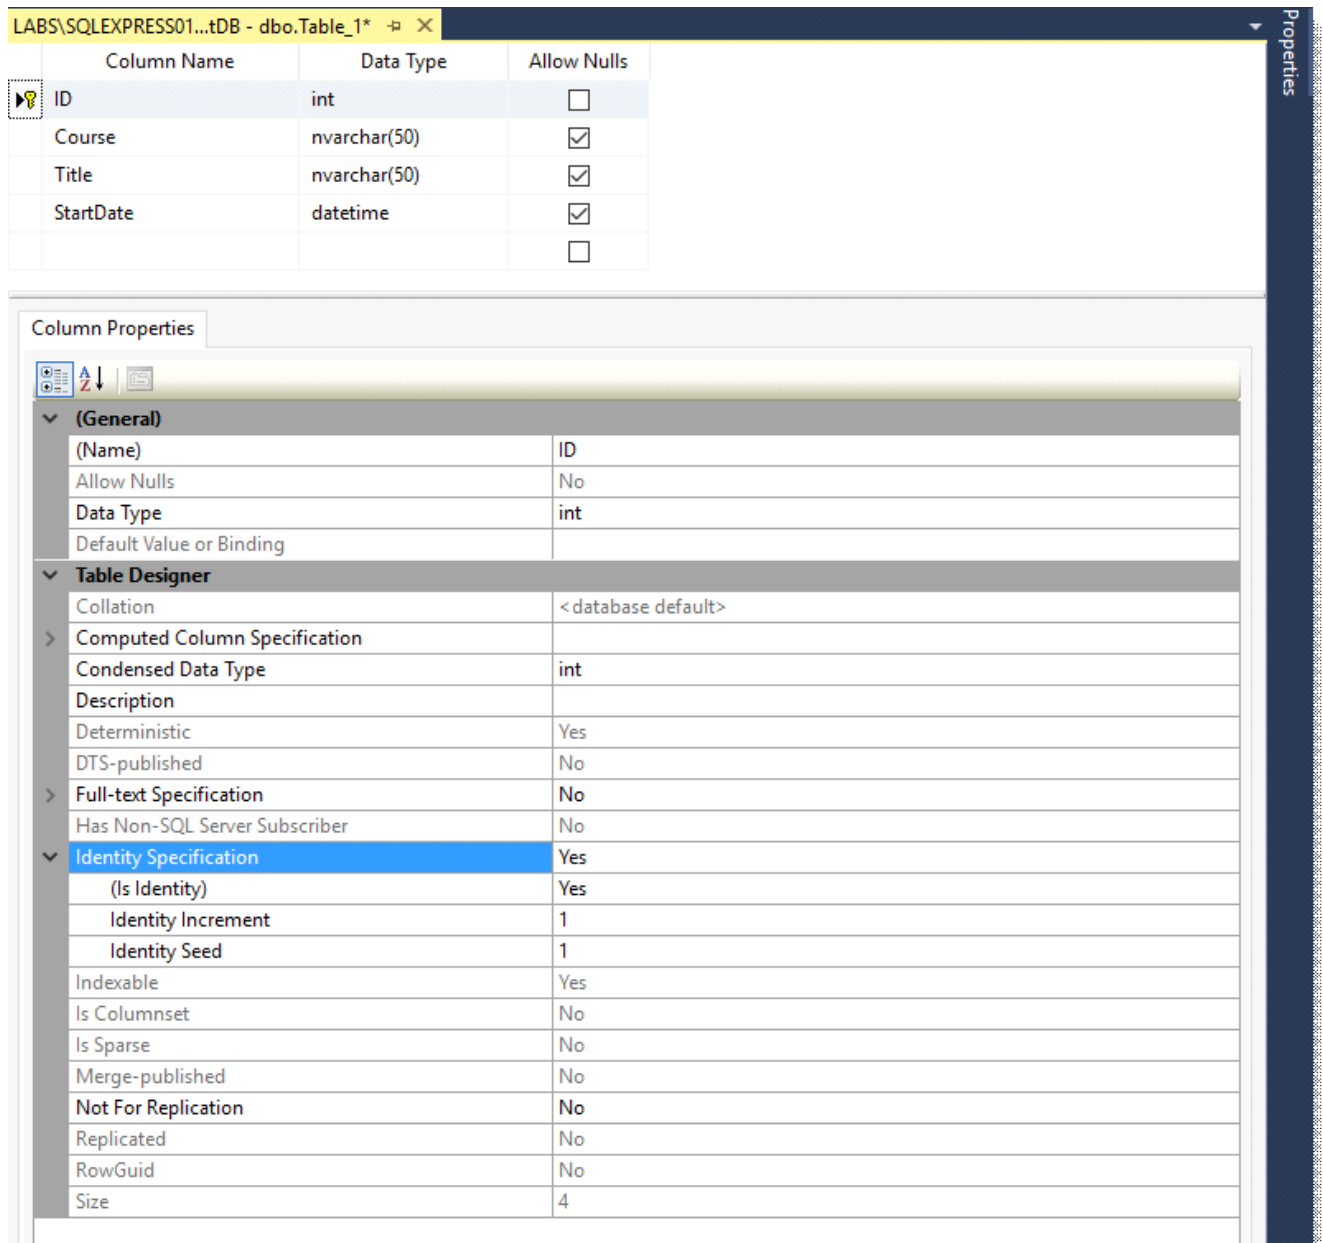 LABS\SQLEXPRESS01...tDB - dbo.Table_1*
Properties
Column Name Data Type Allow Nulls
ID int
Course nvarchar(50)
Title nvarchar(50)
StartDate datetime
Column Properties
(General)
(Name) ID
Allow Nulls No
Data Type int
Default Value or Binding
Table Designer
Collation <database default>
Computed Column Specification
Condensed Data Type int
Description
Deterministic Yes
DTS-published No
Full-text Specification No
Has Non-SQL Server Subscriber No
Identity Specification Yes
(Is Identity) Yes
Identity Increment 1
Identity Seed 1
Indexable Yes
Is Columnset No
Is Sparse No
Merge-published No
Not For Replication No
Replicated No
RowGuid No
Size 4